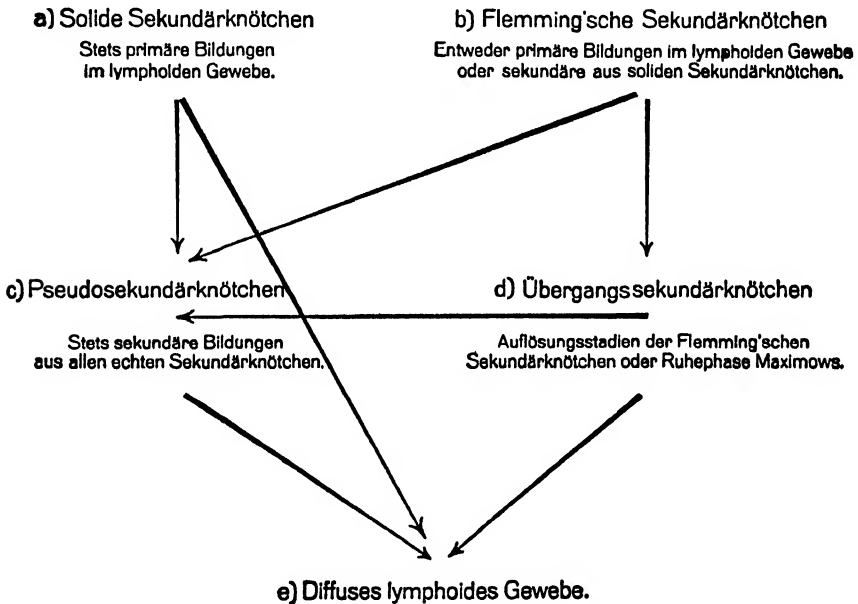 a) Solide Sekundärknötchen
Stets primäre Bildungen
im lymphoiden Gewebe.
b) Flemming'sche Sekundärknötchen
Entweder primäre Bildungen im lymphoiden Gewebe
oder sekundäre aus soliden Sekundärknötchen.
c) Pseudosekundärknötchen
Stets sekundäre Bildungen
aus allen echten Sekundärknötchen.
d) Übergangssekundärknötchen
Auflösungsstadien der Flemming'schen
Sekundärknötchen oder Ruhephase Maximows.
e) Diffuses lymphoides Gewebe.